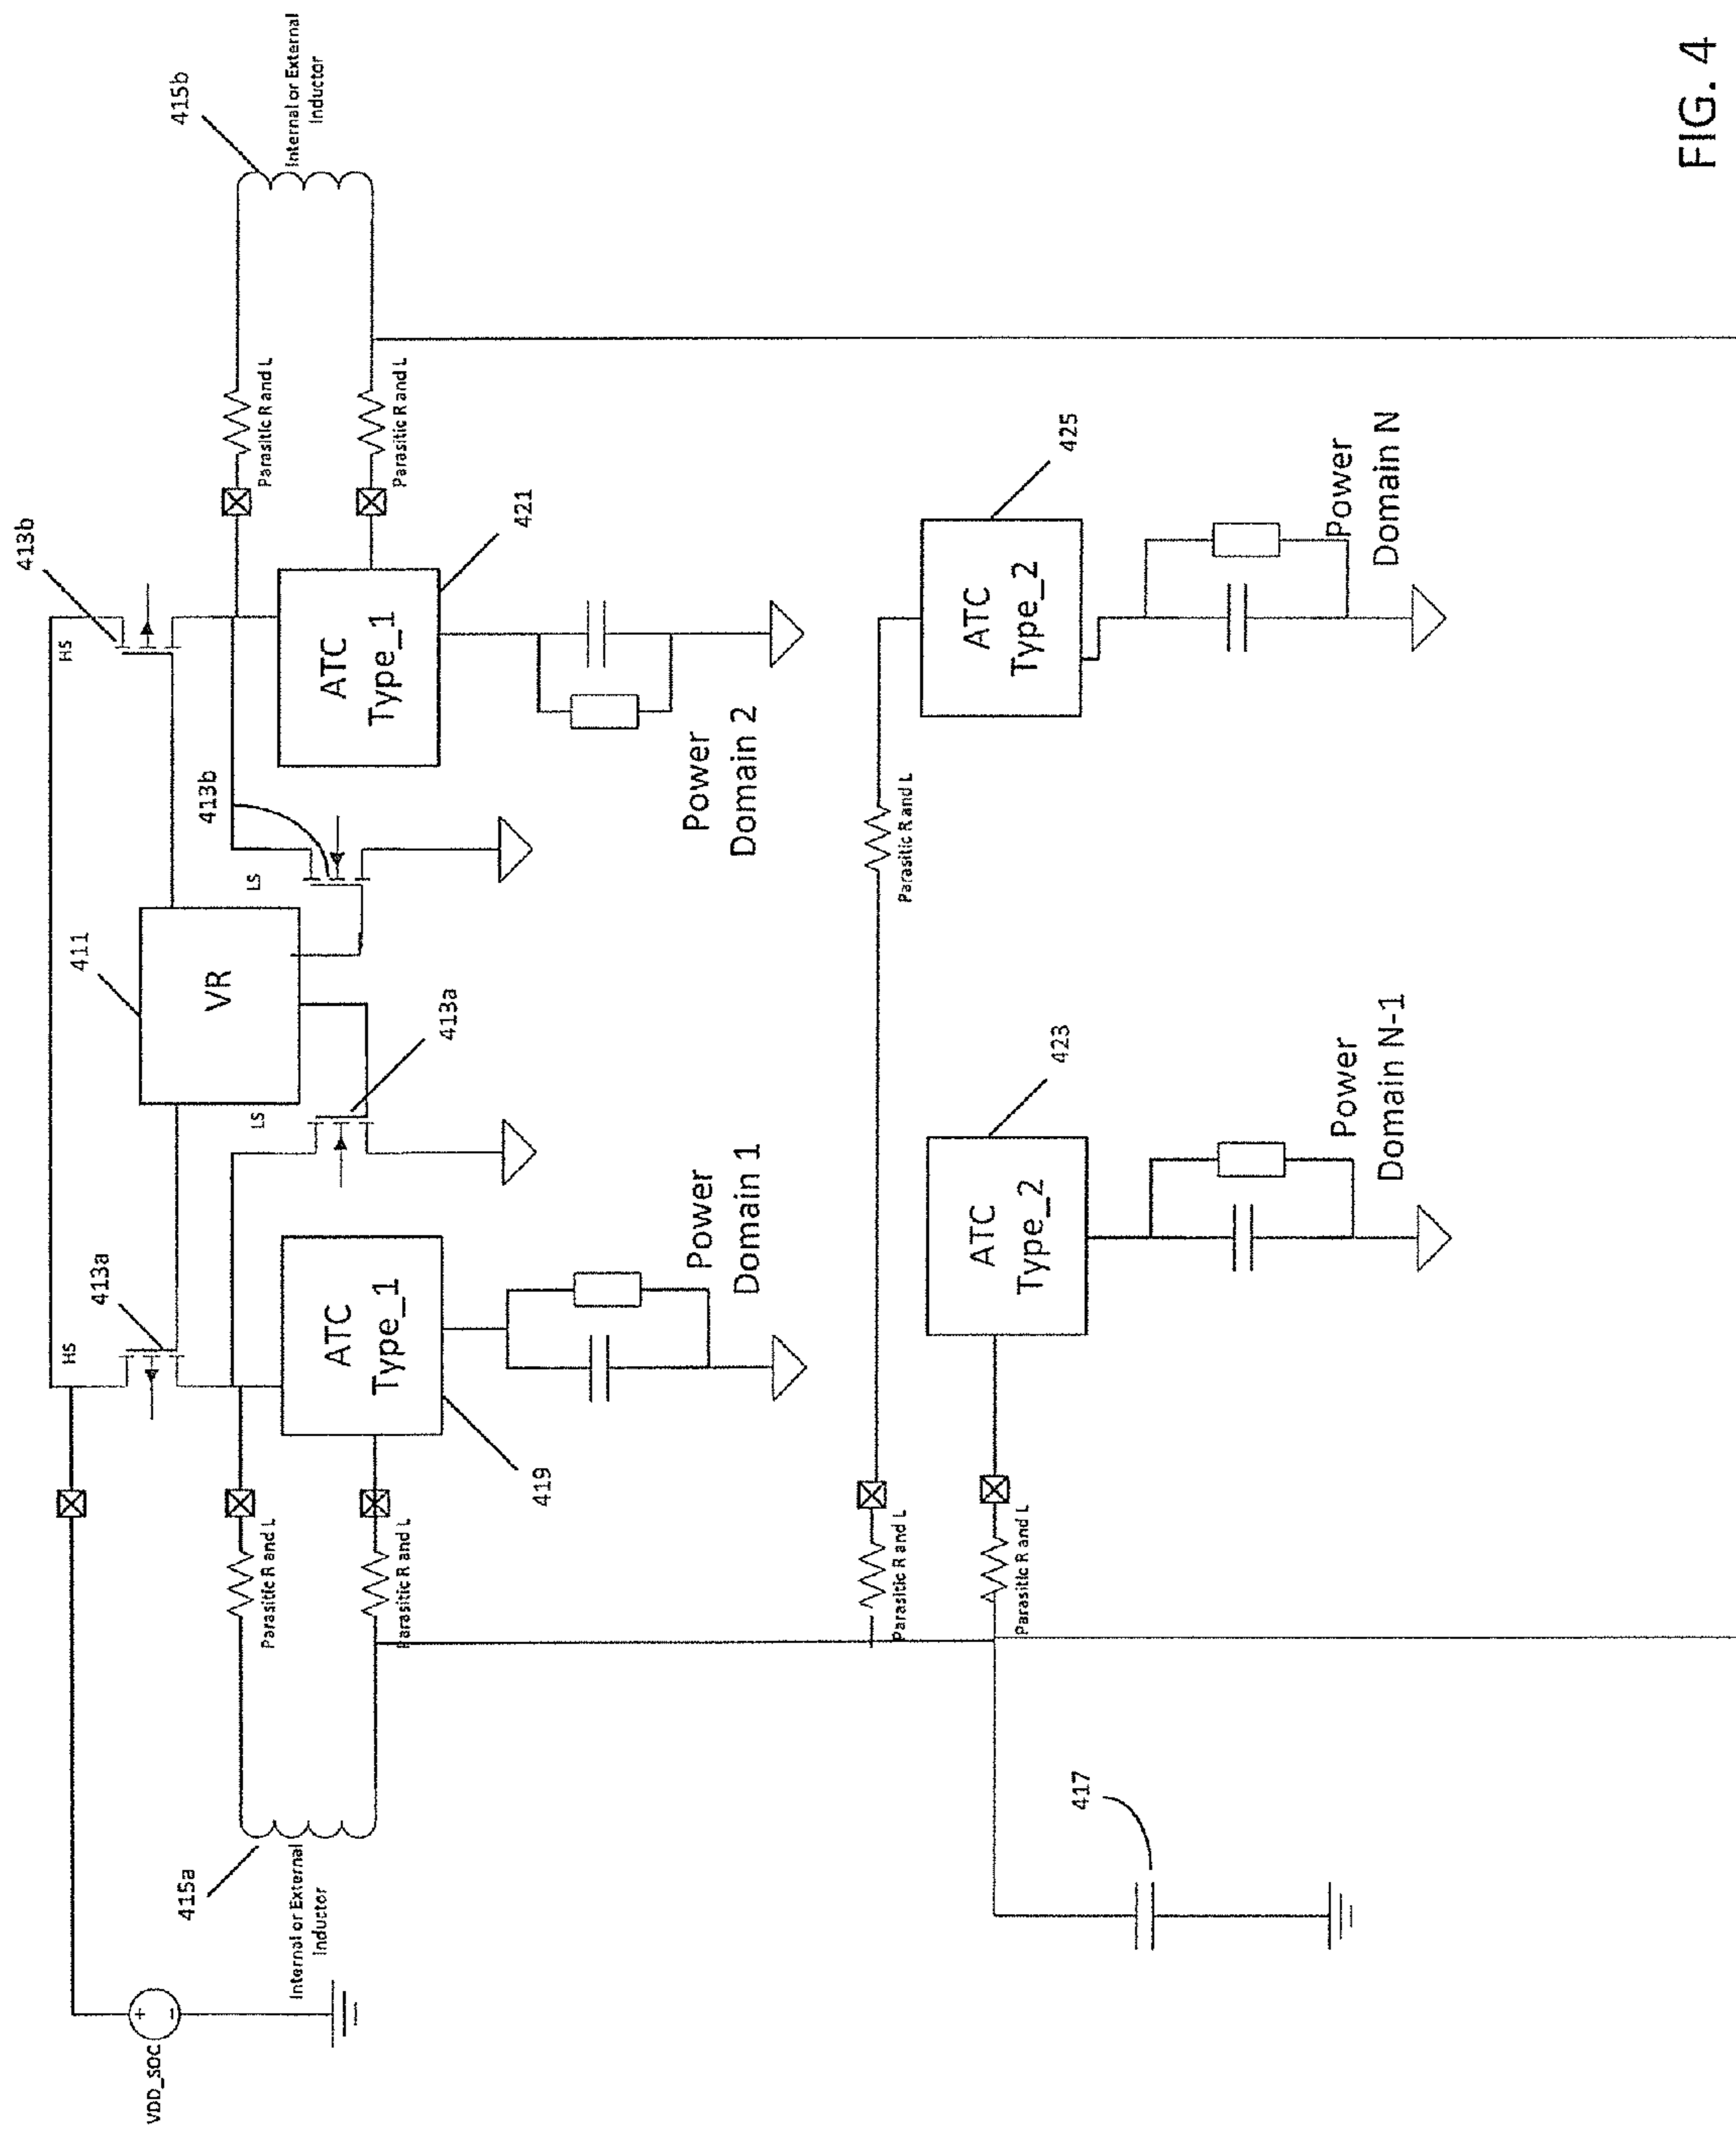 415b
Internal or External
Inductor
413b
HS
Parasitic R and L
Parasitic R and L
421
ATC
Type_1
Power
Domain 2
413b
LS
411
VR
413a
LS
413a
HS
ATC
Type_1
419
Power
Domain 1
Parasitic R and L
Parasitic R and L
415a
Internal or External
Inductor
+
-
VDD_SOC
425
ATC
Type_2
Power
Domain N
Parasitic R and L
423
ATC
Type_2
Power
Domain N-1
Parasitic R and L
Parasitic R and L
417
FIG. 4